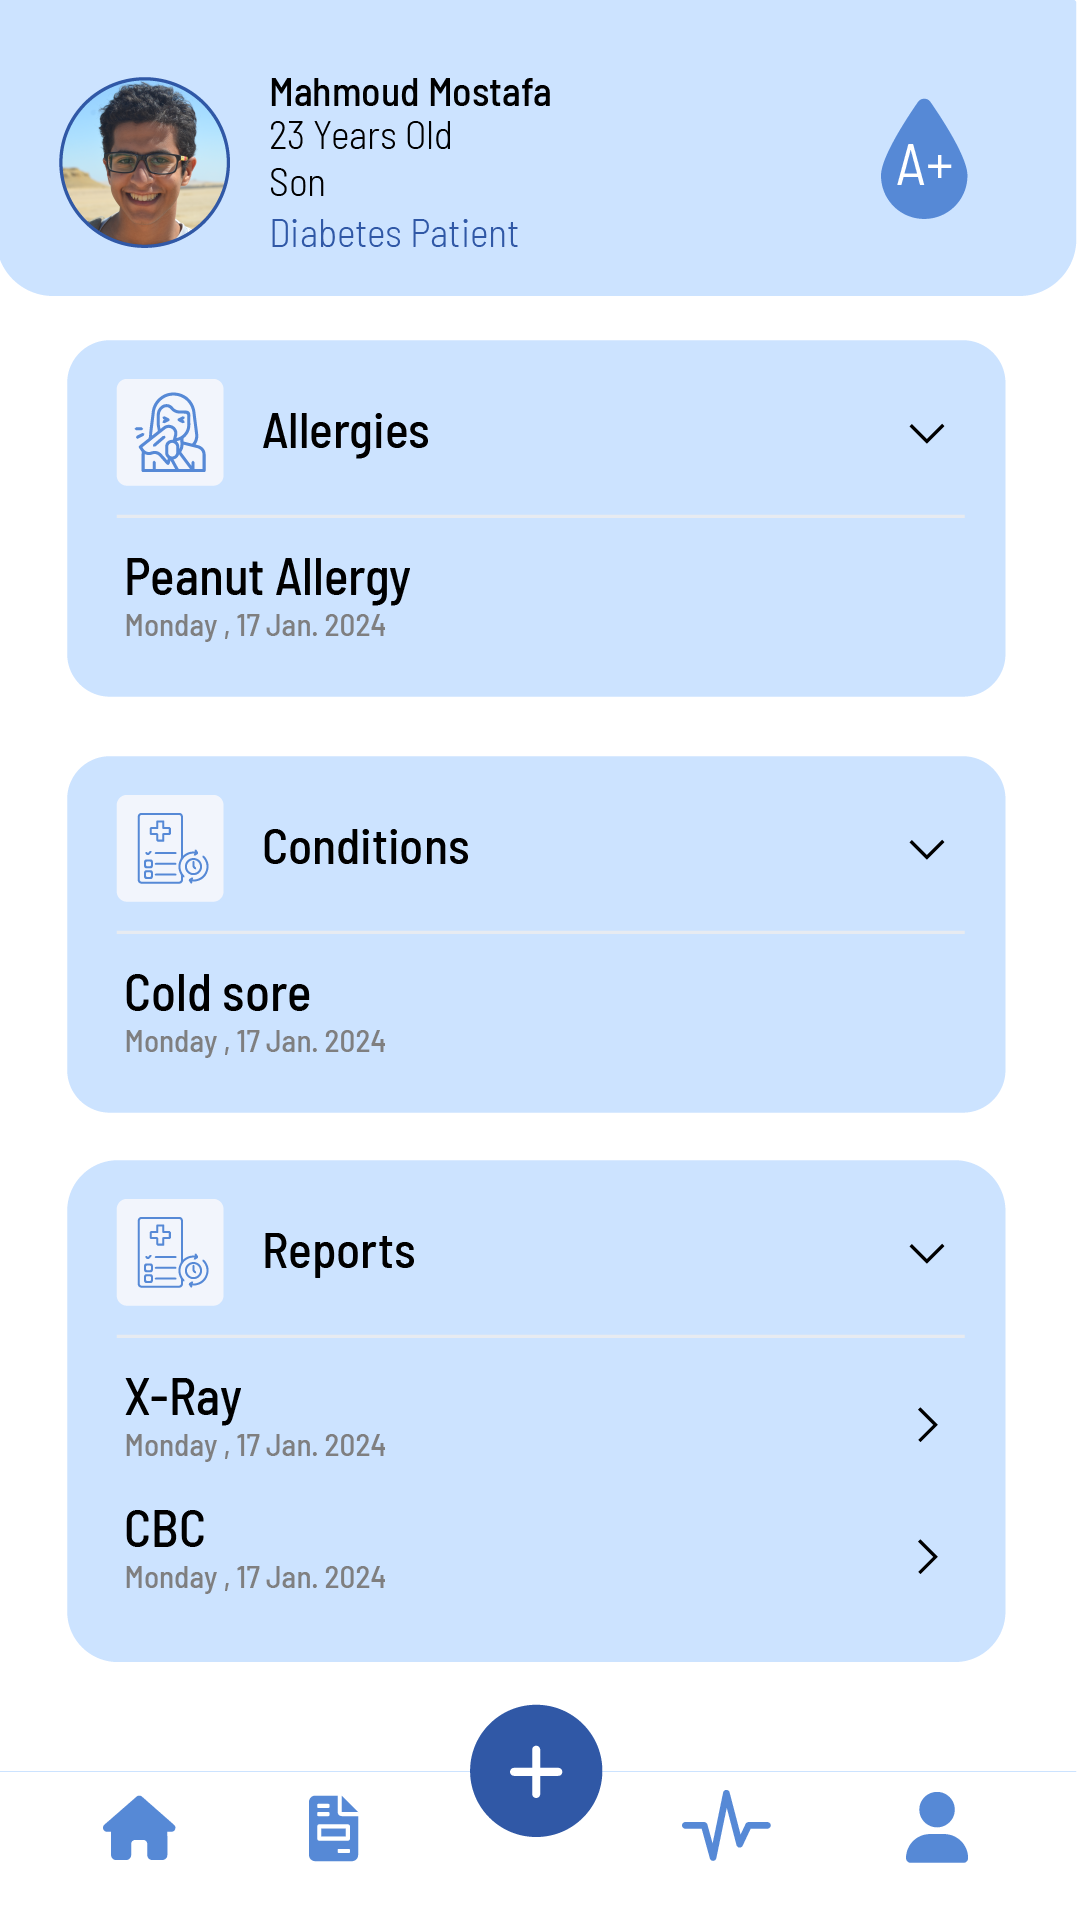 Mahmoud Mostafa
23 Years Old
Son
Diabetes Patient
A+
Allergies
Peanut Allergy
Monday , 17 Jan. 2024
Conditions
Cold sore
Monday , 17 Jan. 2024
Reports
X-Ray
Monday , 17 Jan. 2024
CBC
Monday , 17 Jan. 2024